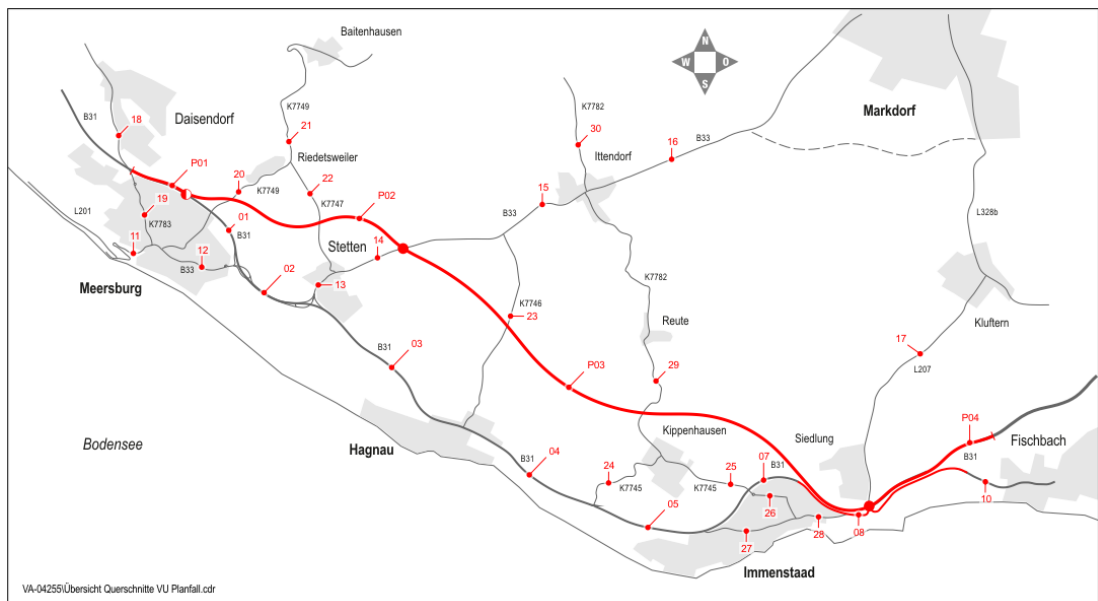 Baitenhausen
N
W
O
S
K7782
Markdorf
K7749
B31
Daisendorf
18
21
30
16
B33
Ittendorf
Riedetsweiler
P01
20
K7749
22
K7747
P02
15
L201
19
K7783
01
B31
B33
L328b
11
12
B33
Stetten
14
02
13
K7782
Meersburg
K7746
23
Reute
Kluftern
B31
03
17
L207
P03
29
Bodensee
Hagnau
Kippenhausen
Siedlung
P04
Fischbach
B31
04
24
25
07
B31
B31
K7745
K7745
26
10
05
27
28
08
Immenstaad
VA-04255\Übersicht Querschnitte VU Planfall.cdr